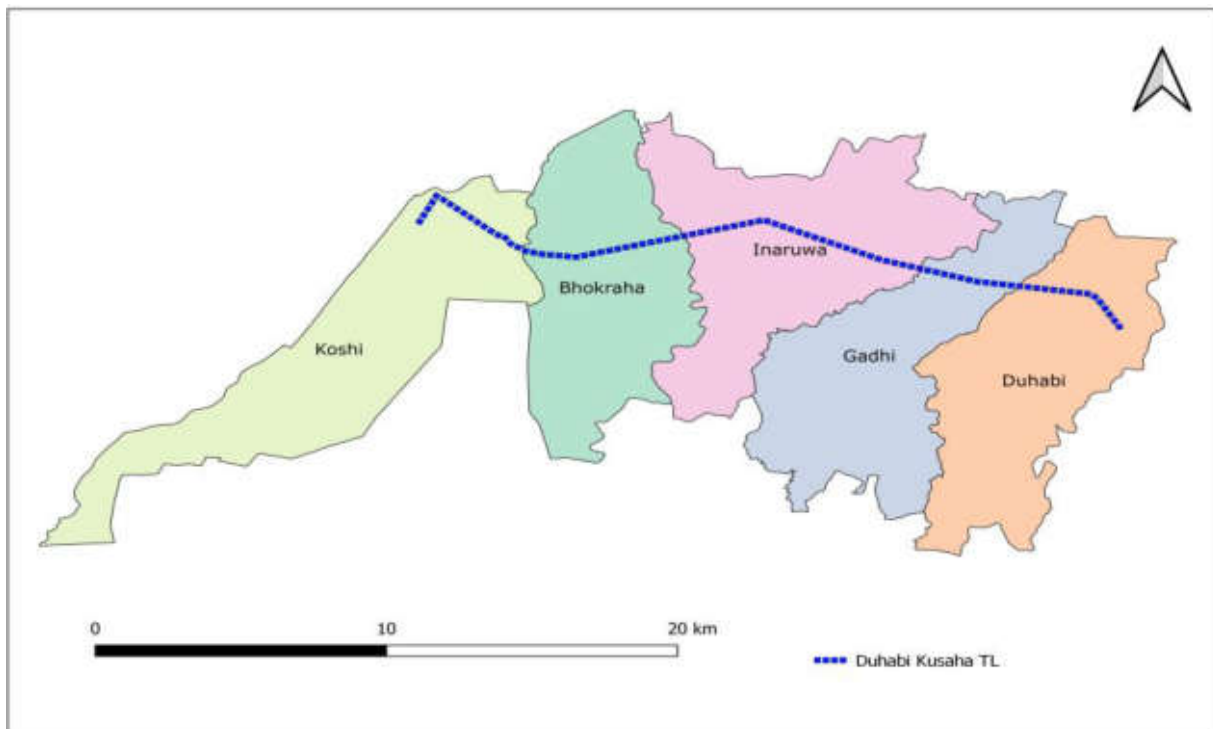 Inaruwa
Bhokraha
Koshi
Gadhi
Duhabi
0 10 20 km
Duhabi Kusaha TL